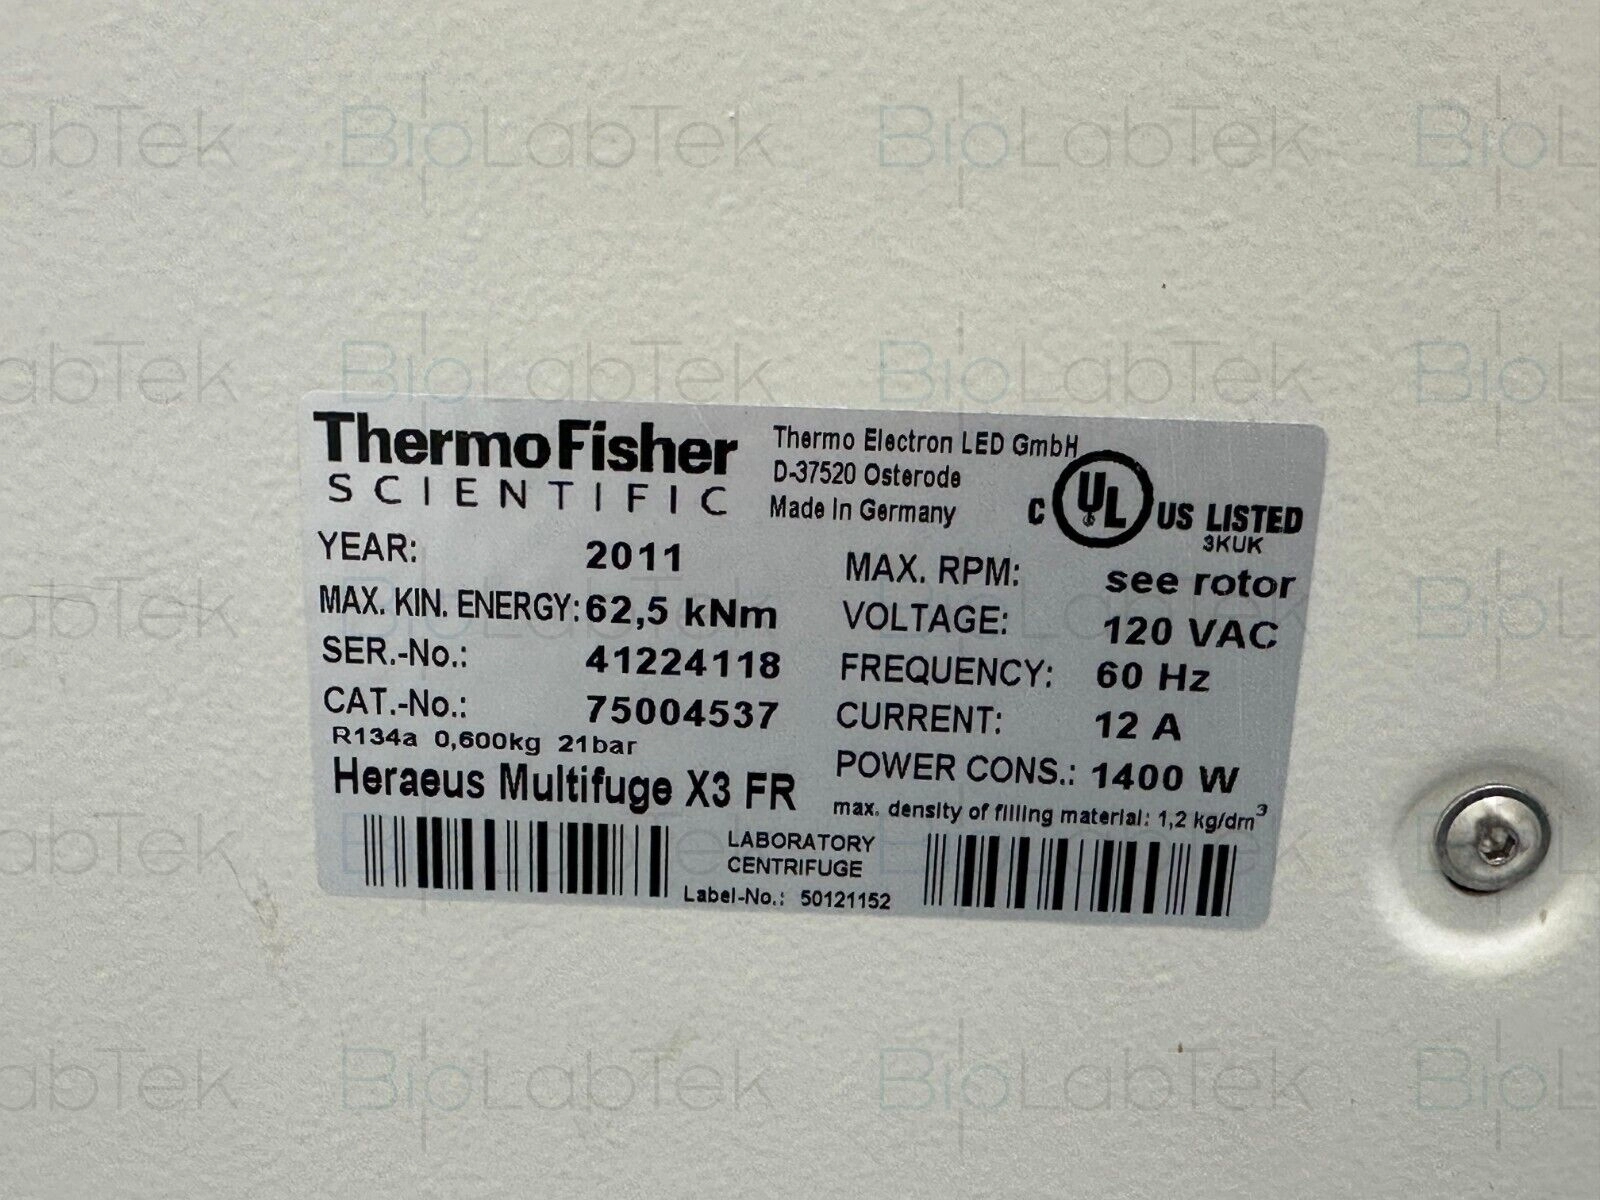 ThermoFisher
SCIENTIFIC
Thermo Electron LED GmbH
D-37520 Osterode
Made In Germany
C UL US LISTED
3KUK
YEAR: 2011
MAX. KIN. ENERGY: 62,5 kNm
SER.-No.: 41224118
CAT.-No.: 75004537
R134a 0,600kg 21bar
Heraeus Multifuge X3 FR
MAX. RPM: see rotor
VOLTAGE: 120 VAC
FREQUENCY: 60 Hz
CURRENT: 12 A
POWER CONS.: 1400 W
max. density of filling material: 1,2 kg/dm³
LABORATORY
CENTRIFUGE
Label-No.: 50121152
BioLabTek